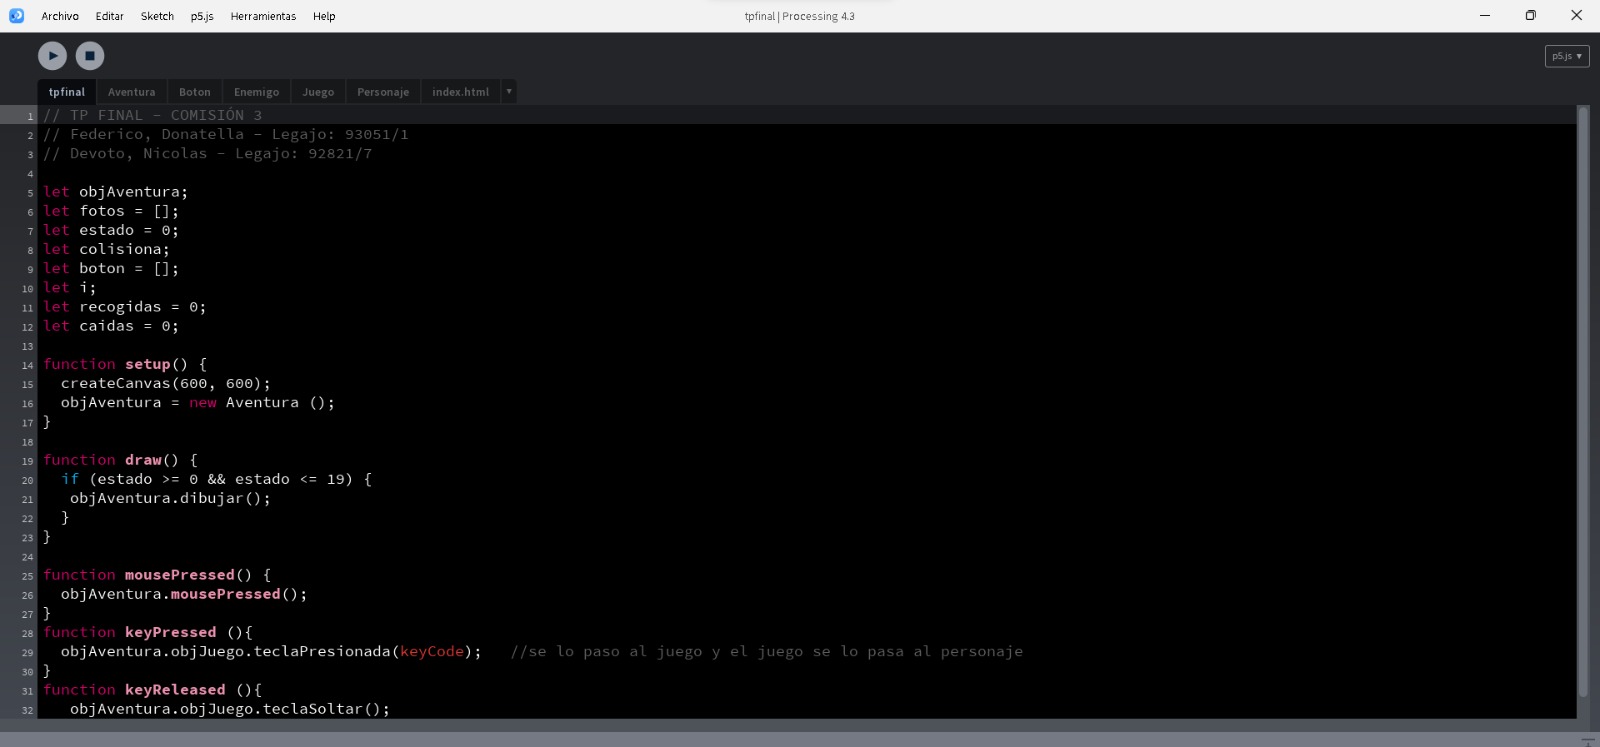 Archivo Editar Sketch p5.js Herramientas Help tpfinal | Processing 4.3
p5.js ▾
tpfinal Aventura Boton Enemigo Juego Personaje index.html ▾
1 // TP FINAL - COMISIÓN 3
2 // Federico, Donatella - Legajo: 93051/1
3 // Devoto, Nicolas - Legajo: 92821/7
4
5 let objAventura;
6 let fotos = [];
7 let estado = 0;
8 let colisiona;
9 let boton = [];
10 let i;
11 let recogidas = 0;
12 let caidas = 0;
13
14 function setup() {
15   createCanvas(600, 600);
16   objAventura = new Aventura ();
17 }
18
19 function draw() {
20   if (estado >= 0 && estado <= 19) {
21    objAventura.dibujar();
22   }
23 }
24
25 function mousePressed() {
26   objAventura.mousePressed();
27 }
28 function keyPressed (){
29   objAventura.objJuego.teclaPresionada(keyCode);   //se lo paso al juego y el juego se lo pasa al personaje
30 }
31 function keyReleased (){
32    objAventura.objJuego.teclaSoltar();